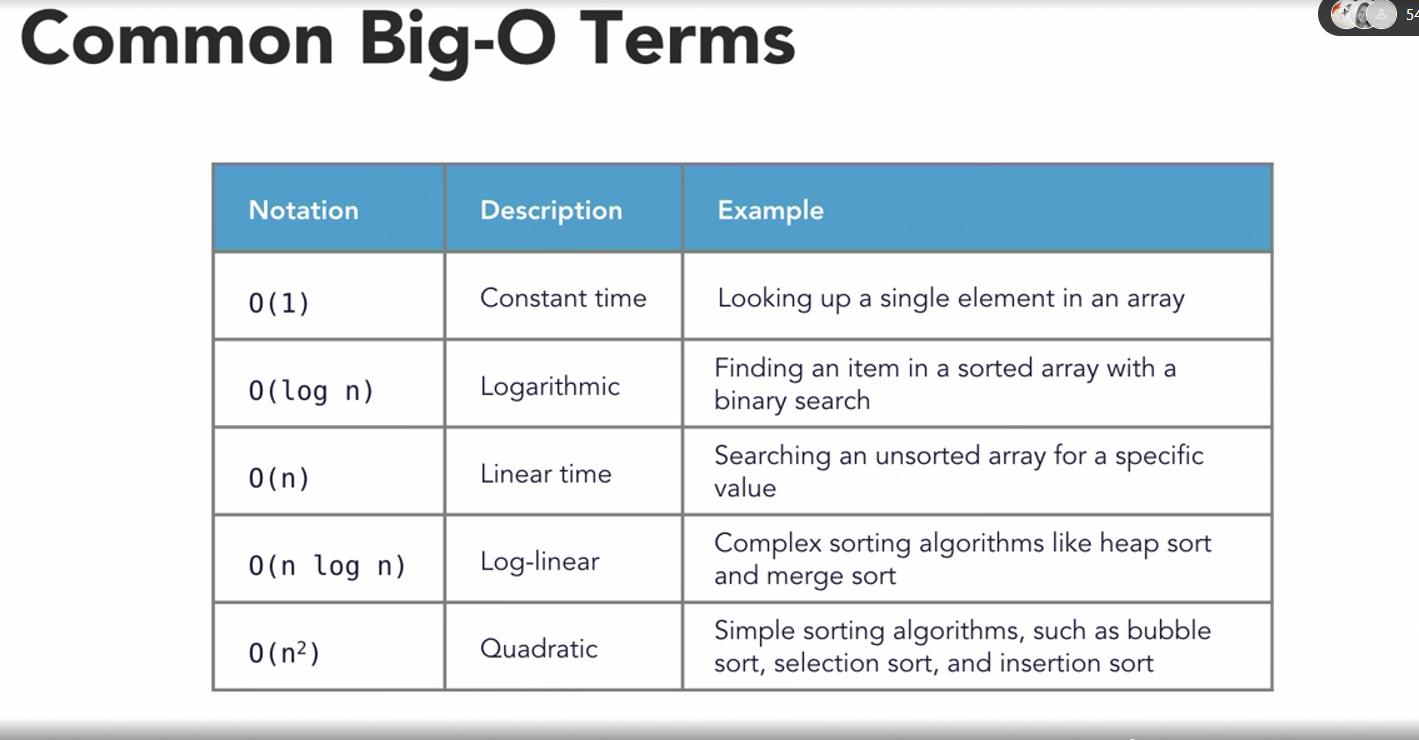 Common Big-O Terms
54
Notation
Description
Example
O(1)
Constant time
Looking up a single element in an array
O(log n)
Logarithmic
Finding an item in a sorted array with a
binary search
O(n)
Linear time
Searching an unsorted array for a specific
value
O(n log n)
Log-linear
Complex sorting algorithms like heap sort
and merge sort
O(n²)
Quadratic
Simple sorting algorithms, such as bubble
sort, selection sort, and insertion sort